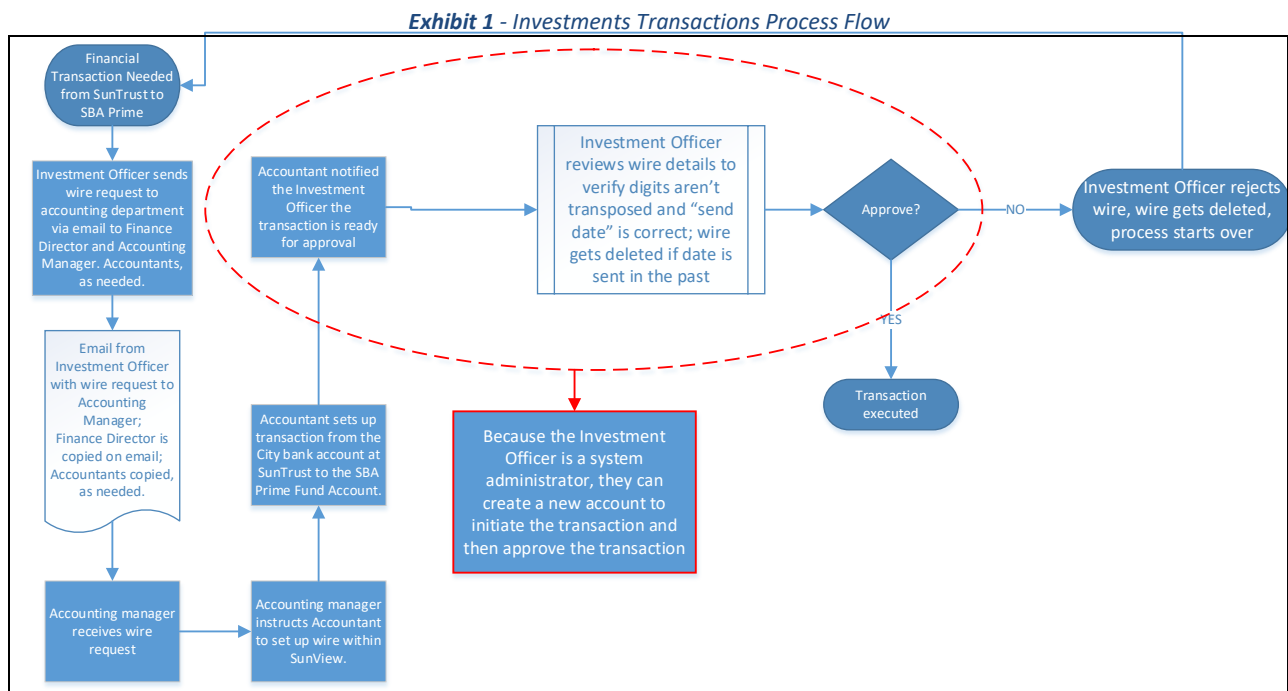 Exhibit 1 - Investments Transactions Process Flow
Financial
Transaction Needed
from SunTrust to
SBA Prime
Investment Officer sends
wire request to
accounting department
via email to Finance
Director and Accounting
Manager. Accountants,
as needed.
Email from
Investment Officer
with wire request to
Accounting
Manager;
Finance Director is
copied on email;
Accountants copied,
as needed.
Accounting manager
receives wire
request
Accounting manager
instructs Accountant
to set up wire within
SunView.
Accountant sets up
transaction from the
City bank account at
SunTrust to the SBA
Prime Fund Account.
Accountant notified
the Investment
Officer the
transaction is ready
for approval
Investment Officer
reviews wire details to
verify digits aren’t
transposed and “send
date” is correct; wire
gets deleted if date is
sent in the past
Approve?
NO
Investment Officer rejects
wire, wire gets deleted,
process starts over
YES
Transaction
executed
Because the Investment
Officer is a system
administrator, they can
create a new account to
initiate the transaction and
then approve the transaction